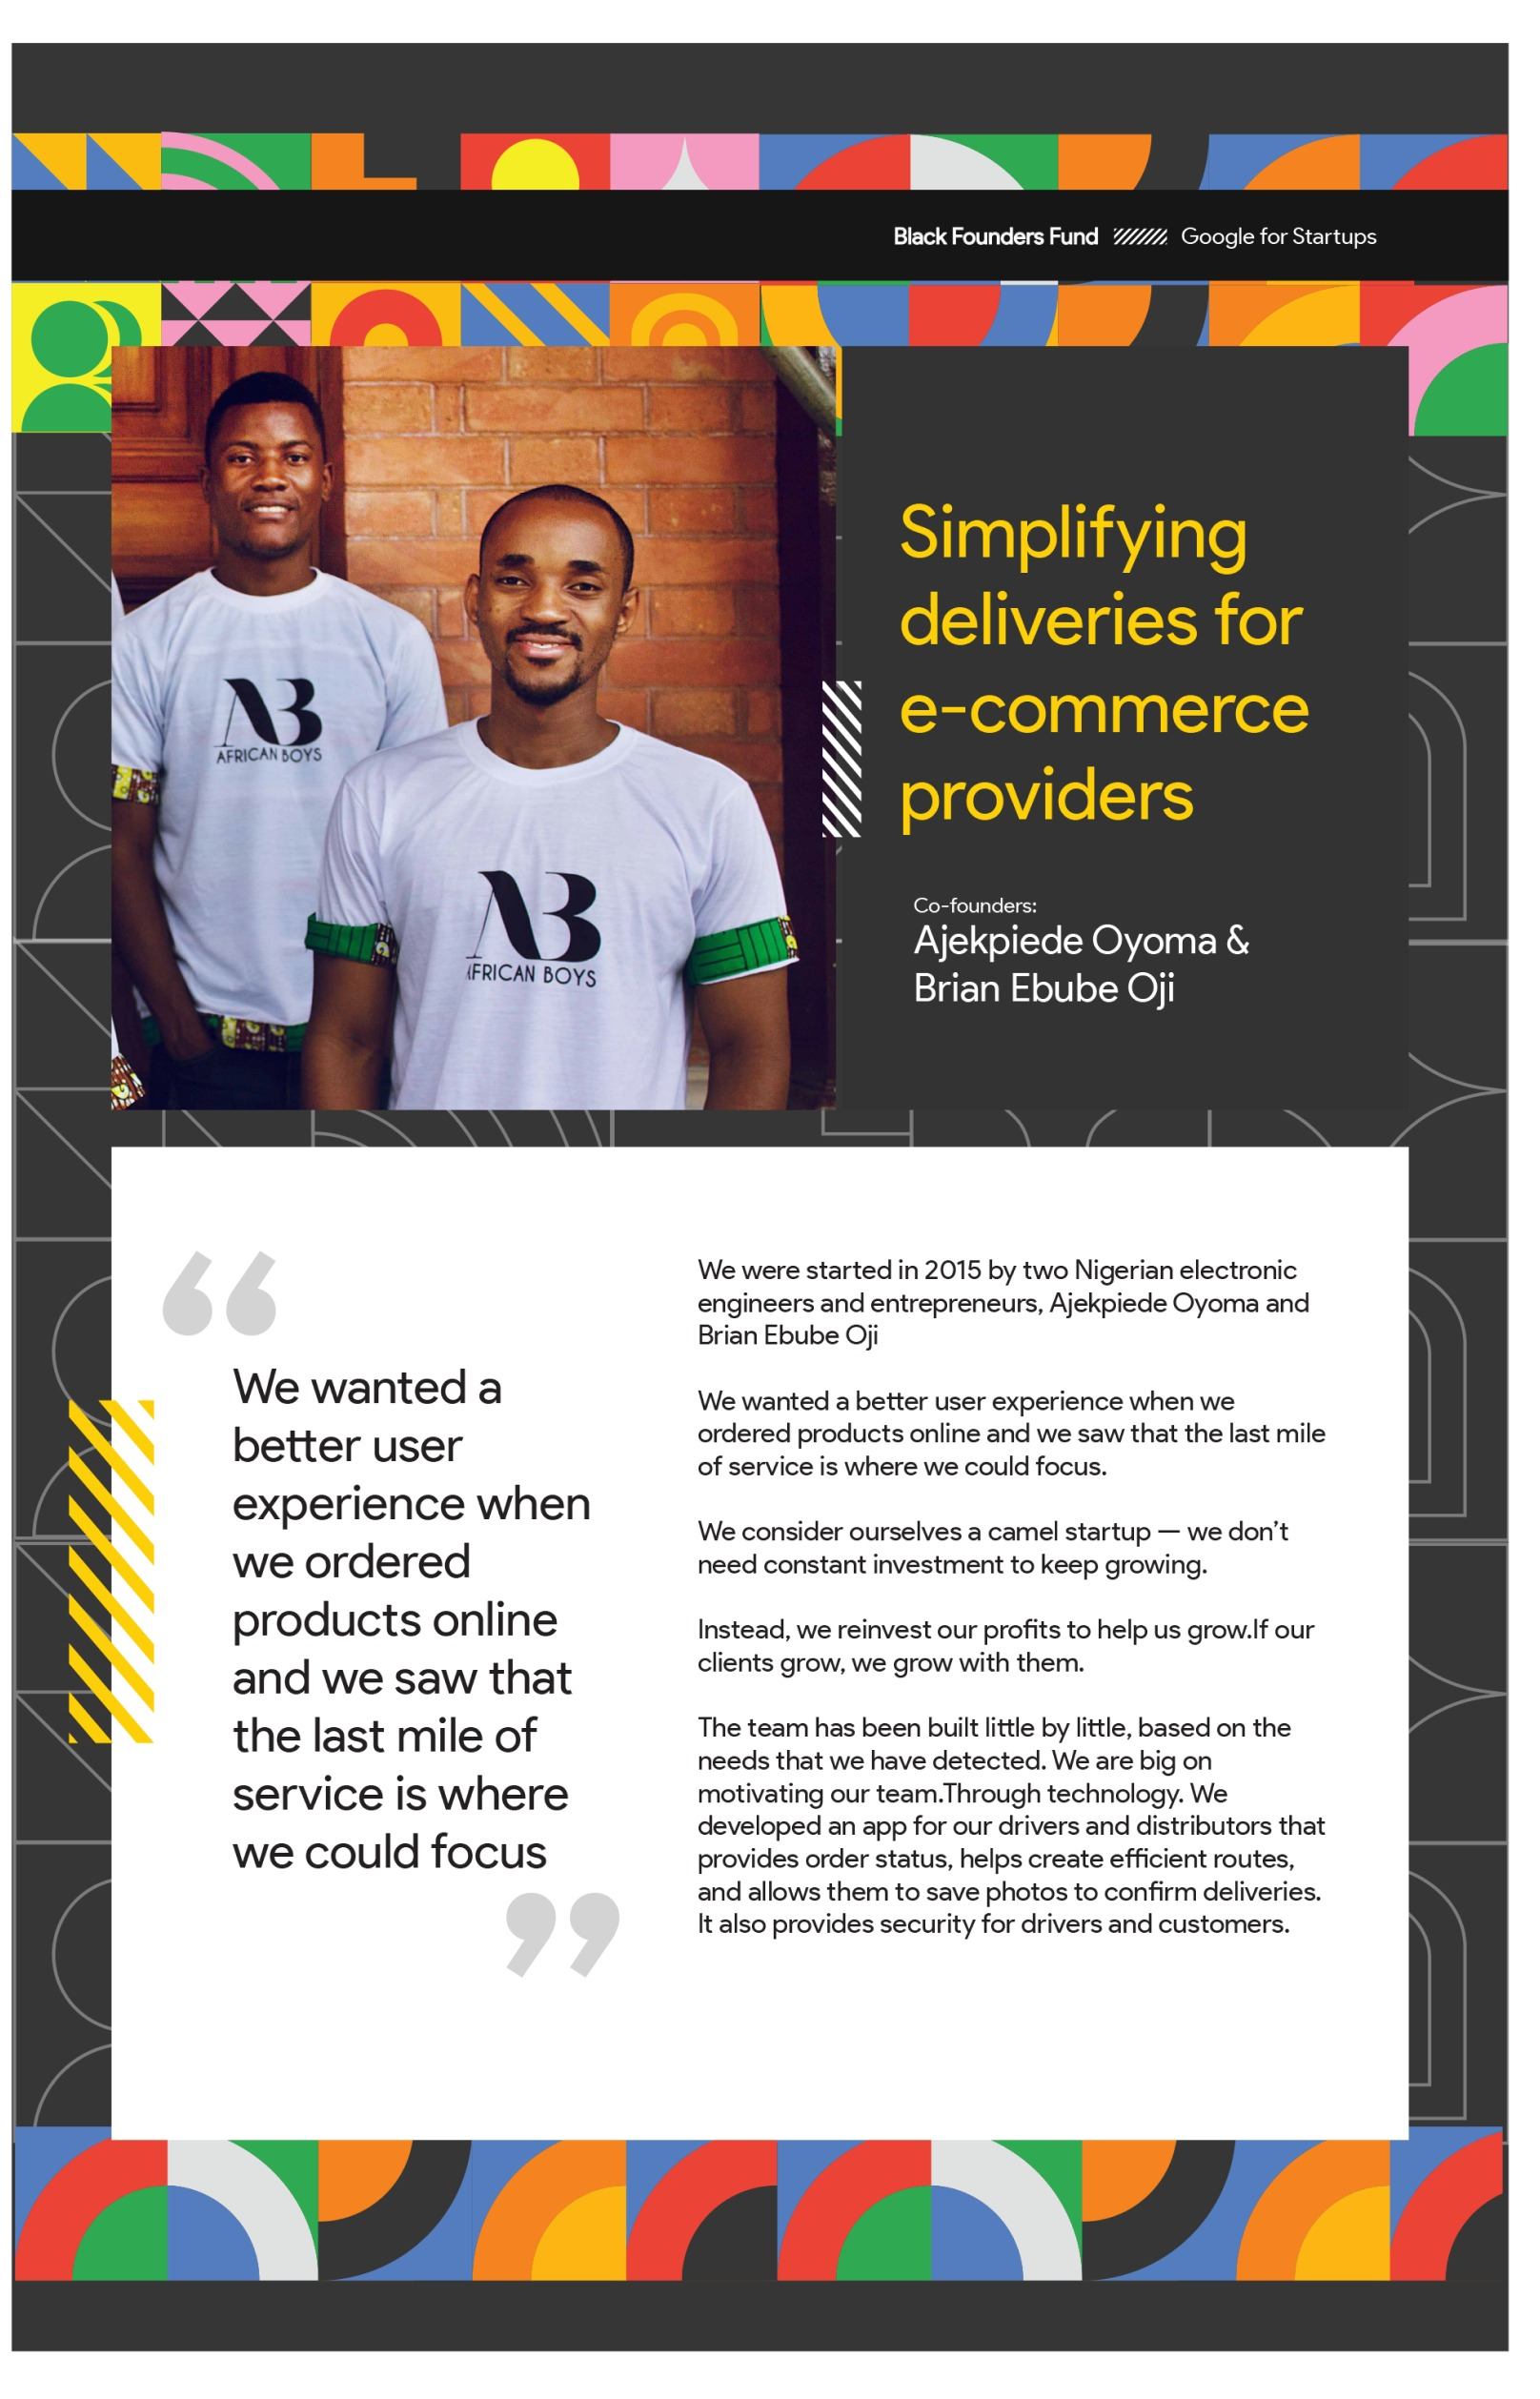 Black Founders Fund
Google for Startups
Simplifying
deliveries for
e-commerce
providers
Co-founders:
Ajekpiede Oyoma &
Brian Ebube Oji
AB
AFRICAN BOYS
AB
AFRICAN BOYS
“
We wanted a
better user
experience when
we ordered
products online
and we saw that
the last mile of
service is where
we could focus
”
We were started in 2015 by two Nigerian electronic
engineers and entrepreneurs, Ajekpiede Oyoma and
Brian Ebube Oji
We wanted a better user experience when we
ordered products online and we saw that the last mile
of service is where we could focus.
We consider ourselves a camel startup — we don’t
need constant investment to keep growing.
Instead, we reinvest our profits to help us grow.If our
clients grow, we grow with them.
The team has been built little by little, based on the
needs that we have detected. We are big on
motivating our team.Through technology. We
developed an app for our drivers and distributors that
provides order status, helps create efficient routes,
and allows them to save photos to confirm deliveries.
It also provides security for drivers and customers.